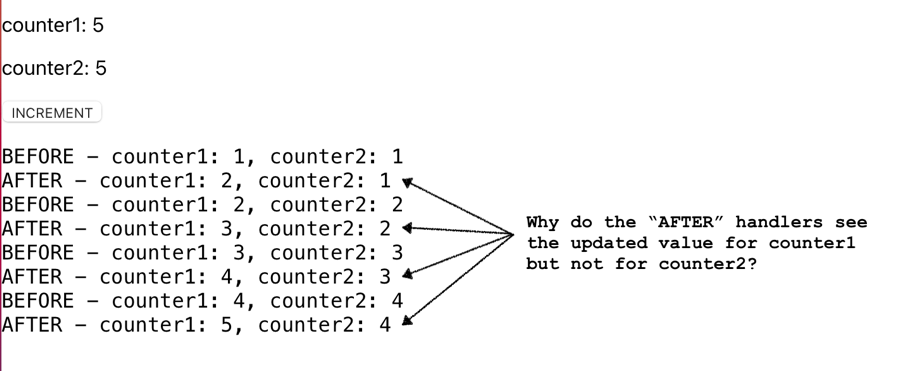 counter1: 5
counter2: 5
INCREMENT
BEFORE – counter1: 1, counter2: 1
AFTER – counter1: 2, counter2: 1
BEFORE – counter1: 2, counter2: 2
AFTER – counter1: 3, counter2: 2
BEFORE – counter1: 3, counter2: 3
AFTER – counter1: 4, counter2: 3
BEFORE – counter1: 4, counter2: 4
AFTER – counter1: 5, counter2: 4
Why do the “AFTER” handlers see
the updated value for counter1
but not for counter2?